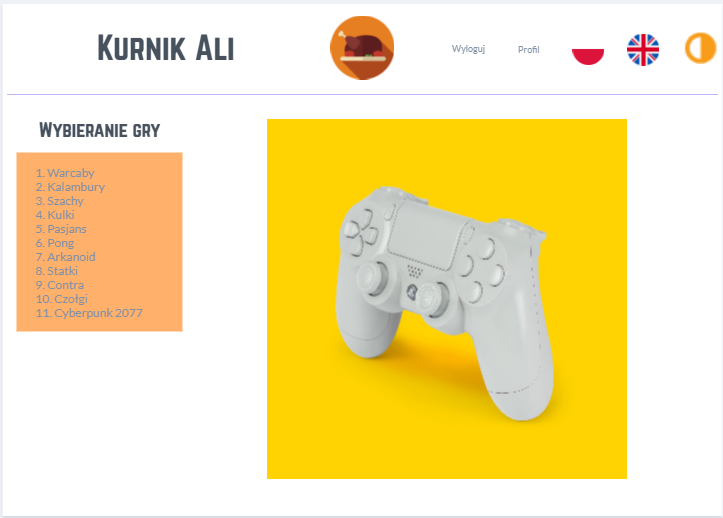 Kurnik Ali
Wyloguj
Profil
Wybieranie gry
1. Warcaby
2. Kalambury
3. Szachy
4. Kulki
5. Pasjans
6. Pong
7. Arkanoid
8. Statki
9. Contra
10. Czołgi
11. Cyberpunk 2077